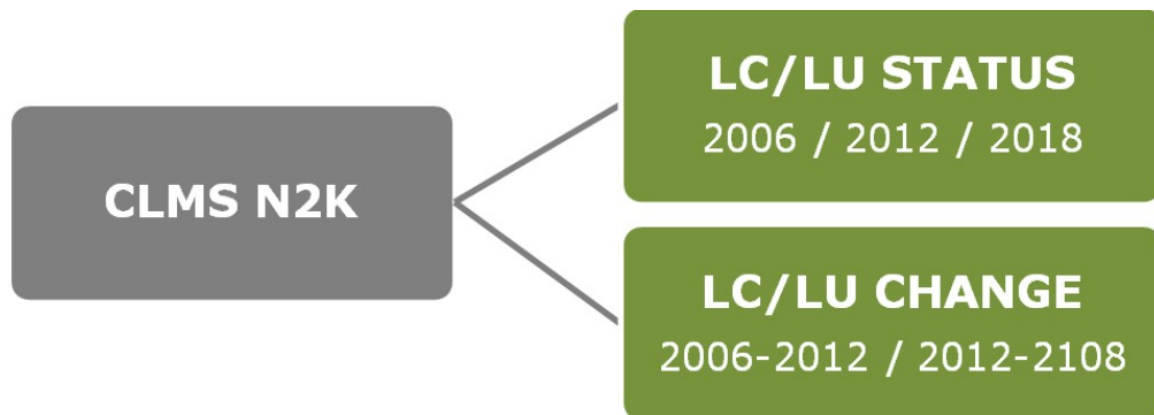 CLMS N2K
LC/LU STATUS
2006 / 2012 / 2018
LC/LU CHANGE
2006-2012 / 2012-2108